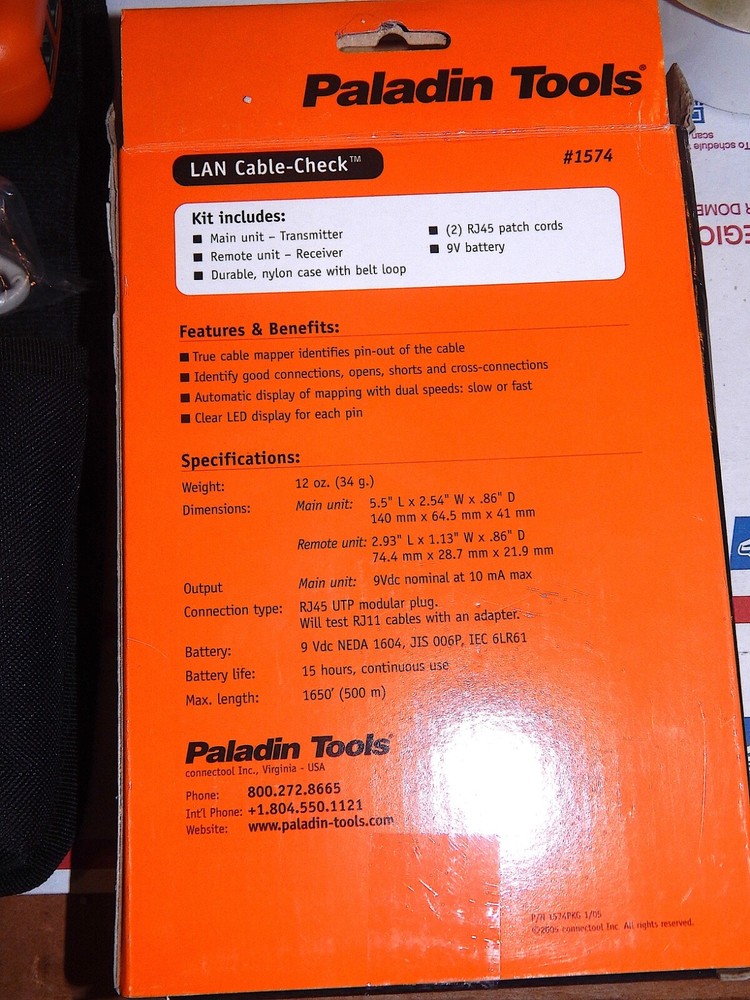 Paladin Tools®
LAN Cable-Check™
#1574
Kit includes:
■ Main unit – Transmitter
■ Remote unit – Receiver
■ Durable, nylon case with belt loop
■ (2) RJ45 patch cords
■ 9V battery
Features & Benefits:
■ True cable mapper identifies pin-out of the cable
■ Identify good connections, opens, shorts and cross-connections
■ Automatic display of mapping with dual speeds: slow or fast
■ Clear LED display for each pin
Specifications:
Weight: 12 oz. (34 g.)
Dimensions: Main unit: 5.5" L x 2.54" W x .86" D
140 mm x 64.5 mm x 41 mm
Remote unit: 2.93" L x 1.13" W x .86" D
74.4 mm x 28.7 mm x 21.9 mm
Output Main unit: 9Vdc nominal at 10 mA max
Connection type: RJ45 UTP modular plug.
Will test RJ11 cables with an adapter.
Battery: 9 Vdc NEDA 1604, JIS 006P, IEC 6LR61
Battery life: 15 hours, continuous use
Max. length: 1650' (500 m)
Paladin Tools®
connectool Inc., Virginia - USA
Phone: 800.272.8665
Int'l Phone: +1.804.550.1121
Website: www.paladin-tools.com
P/N 1574PKG 1/05
©2005 connectool Inc. All rights reserved.
To schedule
scan